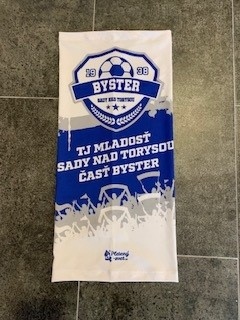 19 38
BYSTER
SADY NAD TORYSOU
TJ MLADOSŤ
SADY NAD TORYSOU
ČASŤ BYSTER